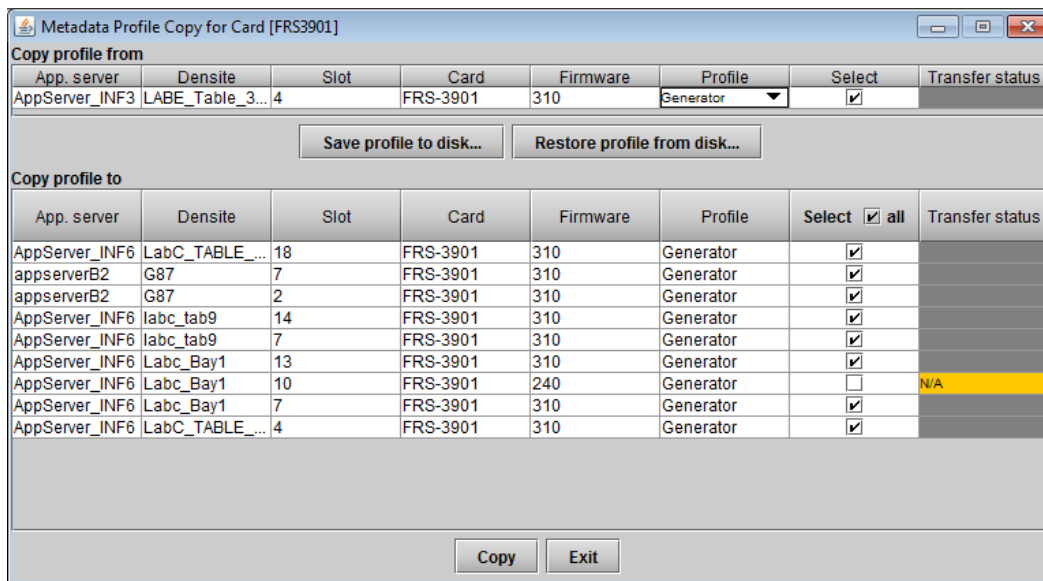 Metadata Profile Copy for Card [FRS3901]
Copy profile from
App. server Densite Slot Card Firmware Profile Select Transfer status
AppServer_INF3 LABE_Table_3... 4 FRS-3901 310 Generator
Save profile to disk... Restore profile from disk...
Copy profile to
App. server Densite Slot Card Firmware Profile Select all Transfer status
AppServer_INF6 LabC_TABLE_... 18 FRS-3901 310 Generator
appserverB2 G87 7 FRS-3901 310 Generator
appserverB2 G87 2 FRS-3901 310 Generator
AppServer_INF6 labc_tab9 14 FRS-3901 310 Generator
AppServer_INF6 labc_tab9 7 FRS-3901 310 Generator
AppServer_INF6 Labc_Bay1 13 FRS-3901 310 Generator
AppServer_INF6 Labc_Bay1 10 FRS-3901 240 Generator N/A
AppServer_INF6 Labc_Bay1 7 FRS-3901 310 Generator
AppServer_INF6 LabC_TABLE_... 4 FRS-3901 310 Generator
Copy Exit